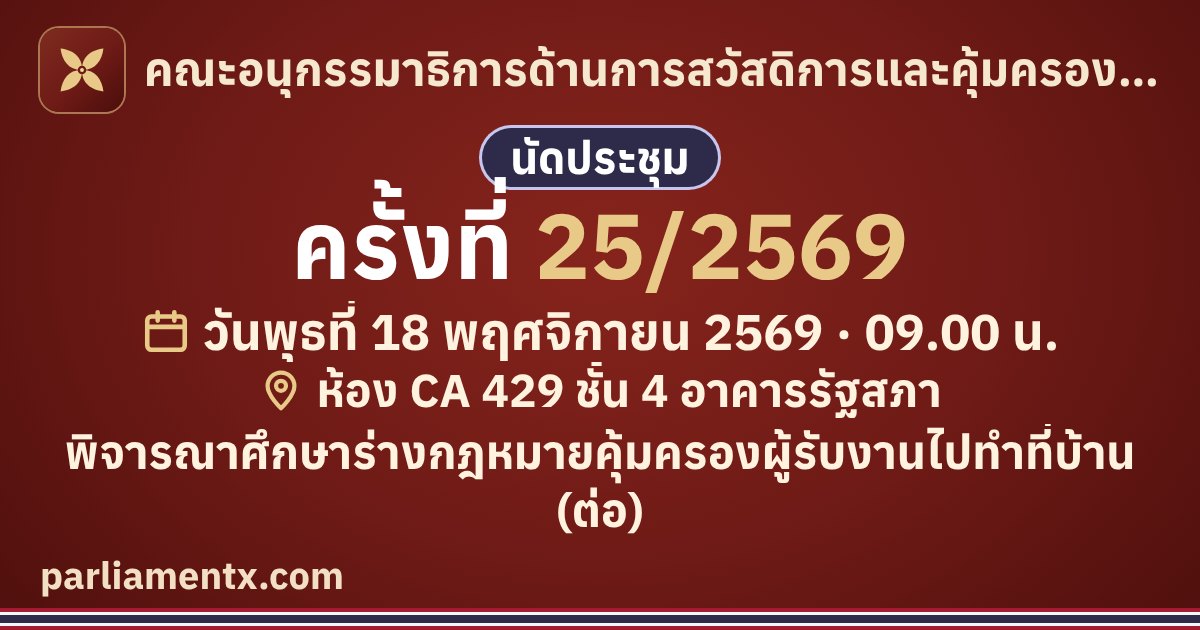 คณะอนุกรรมาธิการด้านการสวัสดิการและคุ้มครอง...
นัดประชุม
ครั้งที่ 25/2569
วันพุธที่ 18 พฤศจิกายน 2569 · 09.00 น.
ห้อง CA 429 ชั้น 4 อาคารรัฐสภา
พิจารณาศึกษาร่างกฎหมายคุ้มครองผู้รับงานไปทำที่บ้าน
(ต่อ)
parliamentx.com